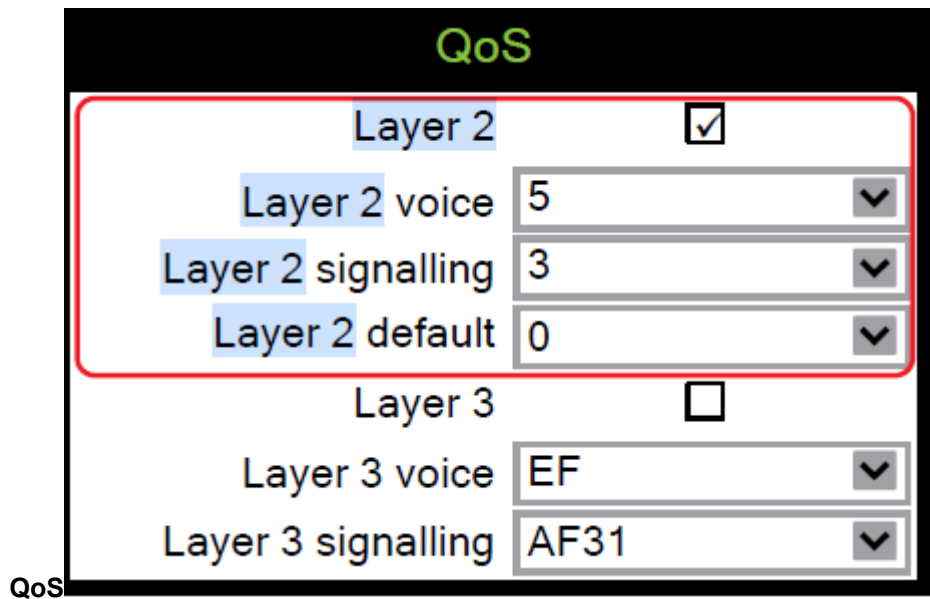 QoS
Layer 2
Layer 2 voice 5
Layer 2 signalling 3
Layer 2 default 0
Layer 3
Layer 3 voice EF
Layer 3 signalling AF31
QoS